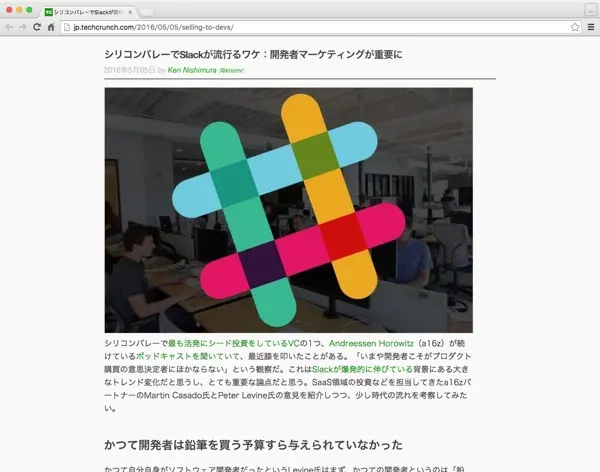 シリコンバレーでSlackが流行
jp.techcrunch.com/2016/05/05/selling-to-devs/
シリコンバレーでSlackが流行るワケ：開発者マーケティングが重要に
2016年5月05日 by Ken Nishimura (@knsmr)
シリコンバレーで最も活発にシード投資をしているVCの1つ、Andreessen Horowitz（a16z）が続
けているポッドキャストを聞いていて、最近膝を叩いたことがある。「いまや開発者こそがプロダクト
購買の意思決定者にほかならない」という観察だ。これはSlackが爆発的に伸びている背景にある大き
なトレンド変化だと思うし、とても重要な論点だと思う。SaaS領域の投資などを担当してきたa16zパ
ートナーのMartin Casado氏とPeter Levine氏の意見を紹介しつつ、少し時代の流れを考察してみた
い。
かつて開発者は鉛筆を買う予算すら与えられていなかった
かつて自分自身がソフトウェア開発者だったというLevine氏はまず、かつての開発者というのは「鉛